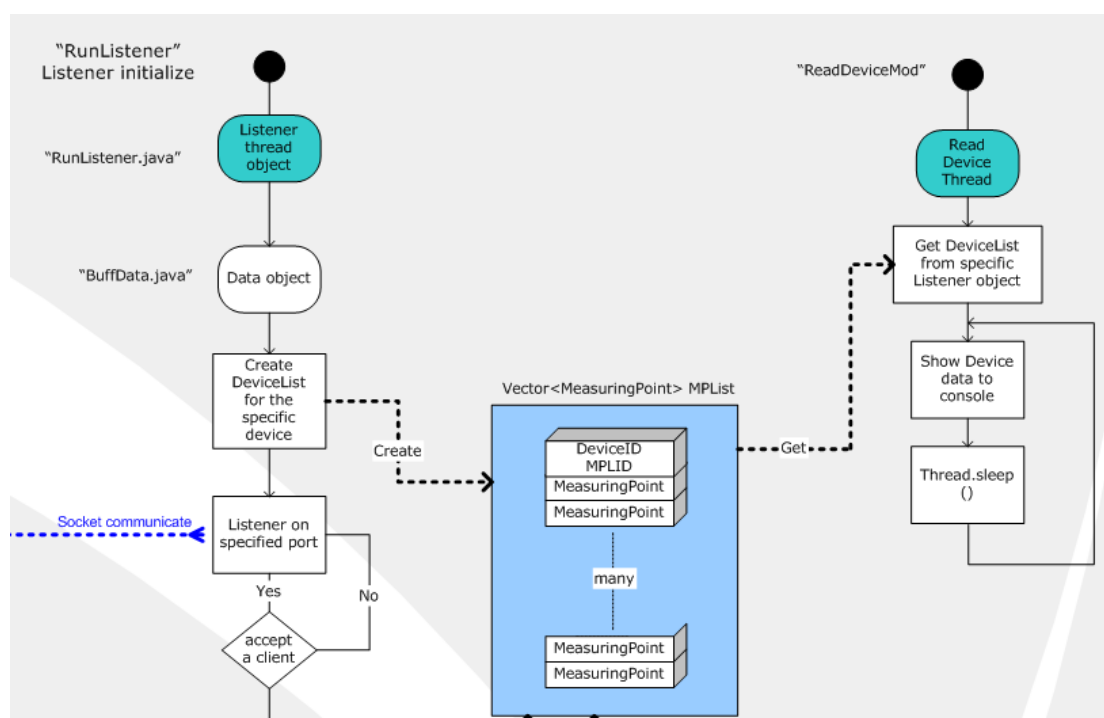 “RunListener”
Listener initialize
“RunListener.java”
Listener
thread
object
“BuffData.java”
Data object
Create
DeviceList
for the
specific
device
Create
Socket communicate
Listener on
specified port
Yes
No
accept
a client
Vector<MeasuringPoint> MPList
DeviceID
MPLID
MeasuringPoint
MeasuringPoint
many
MeasuringPoint
MeasuringPoint
Get
“ReadDeviceMod”
Read
Device
Thread
Get DeviceList
from specific
Listener object
Show Device
data to
console
Thread.sleep
()